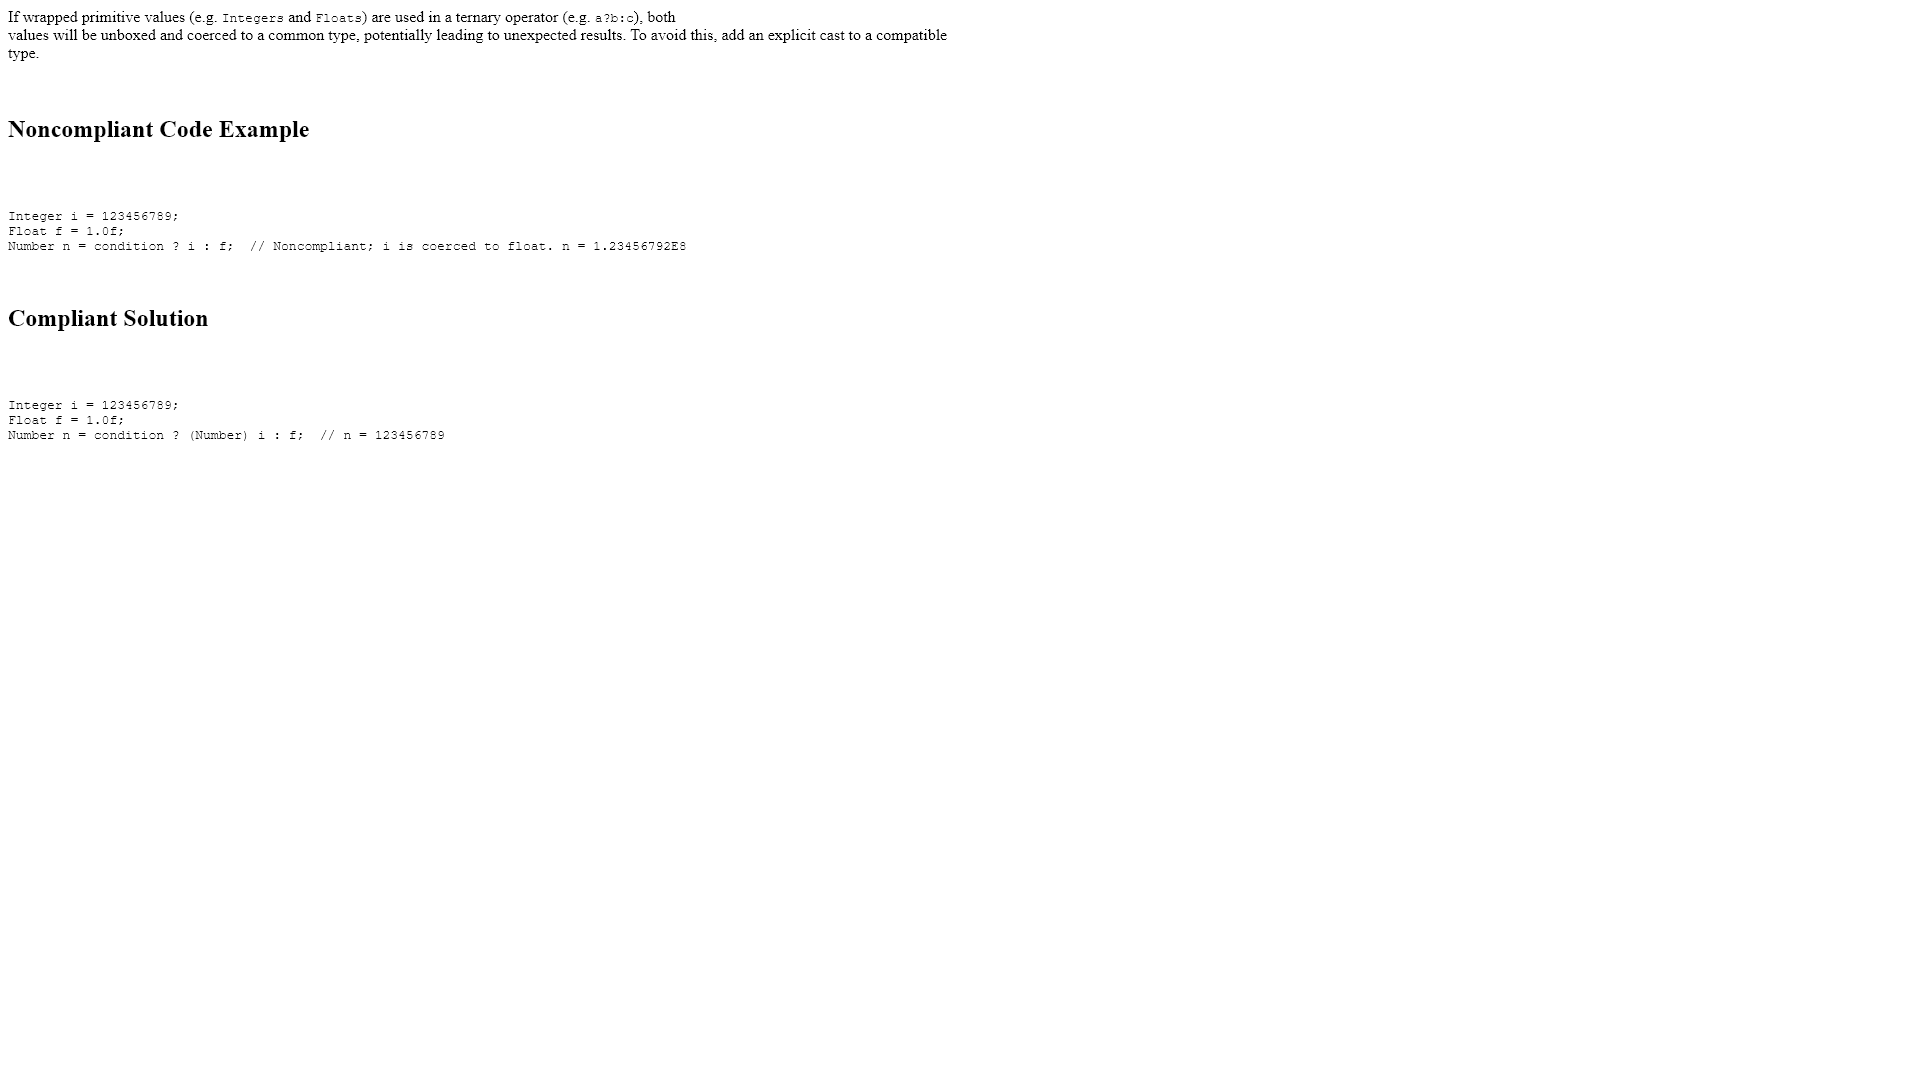 If wrapped primitive values (e.g. Integers and Floats) are used in a ternary operator (e.g. a?b:c), both
values will be unboxed and coerced to a common type, potentially leading to unexpected results. To avoid this, add an explicit cast to a compatible
type.
Noncompliant Code Example
Integer i = 123456789;
Float f = 1.0f;
Number n = condition ? i : f;  // Noncompliant; i is coerced to float. n = 1.23456792E8
Compliant Solution
Integer i = 123456789;
Float f = 1.0f;
Number n = condition ? (Number) i : f;  // n = 123456789